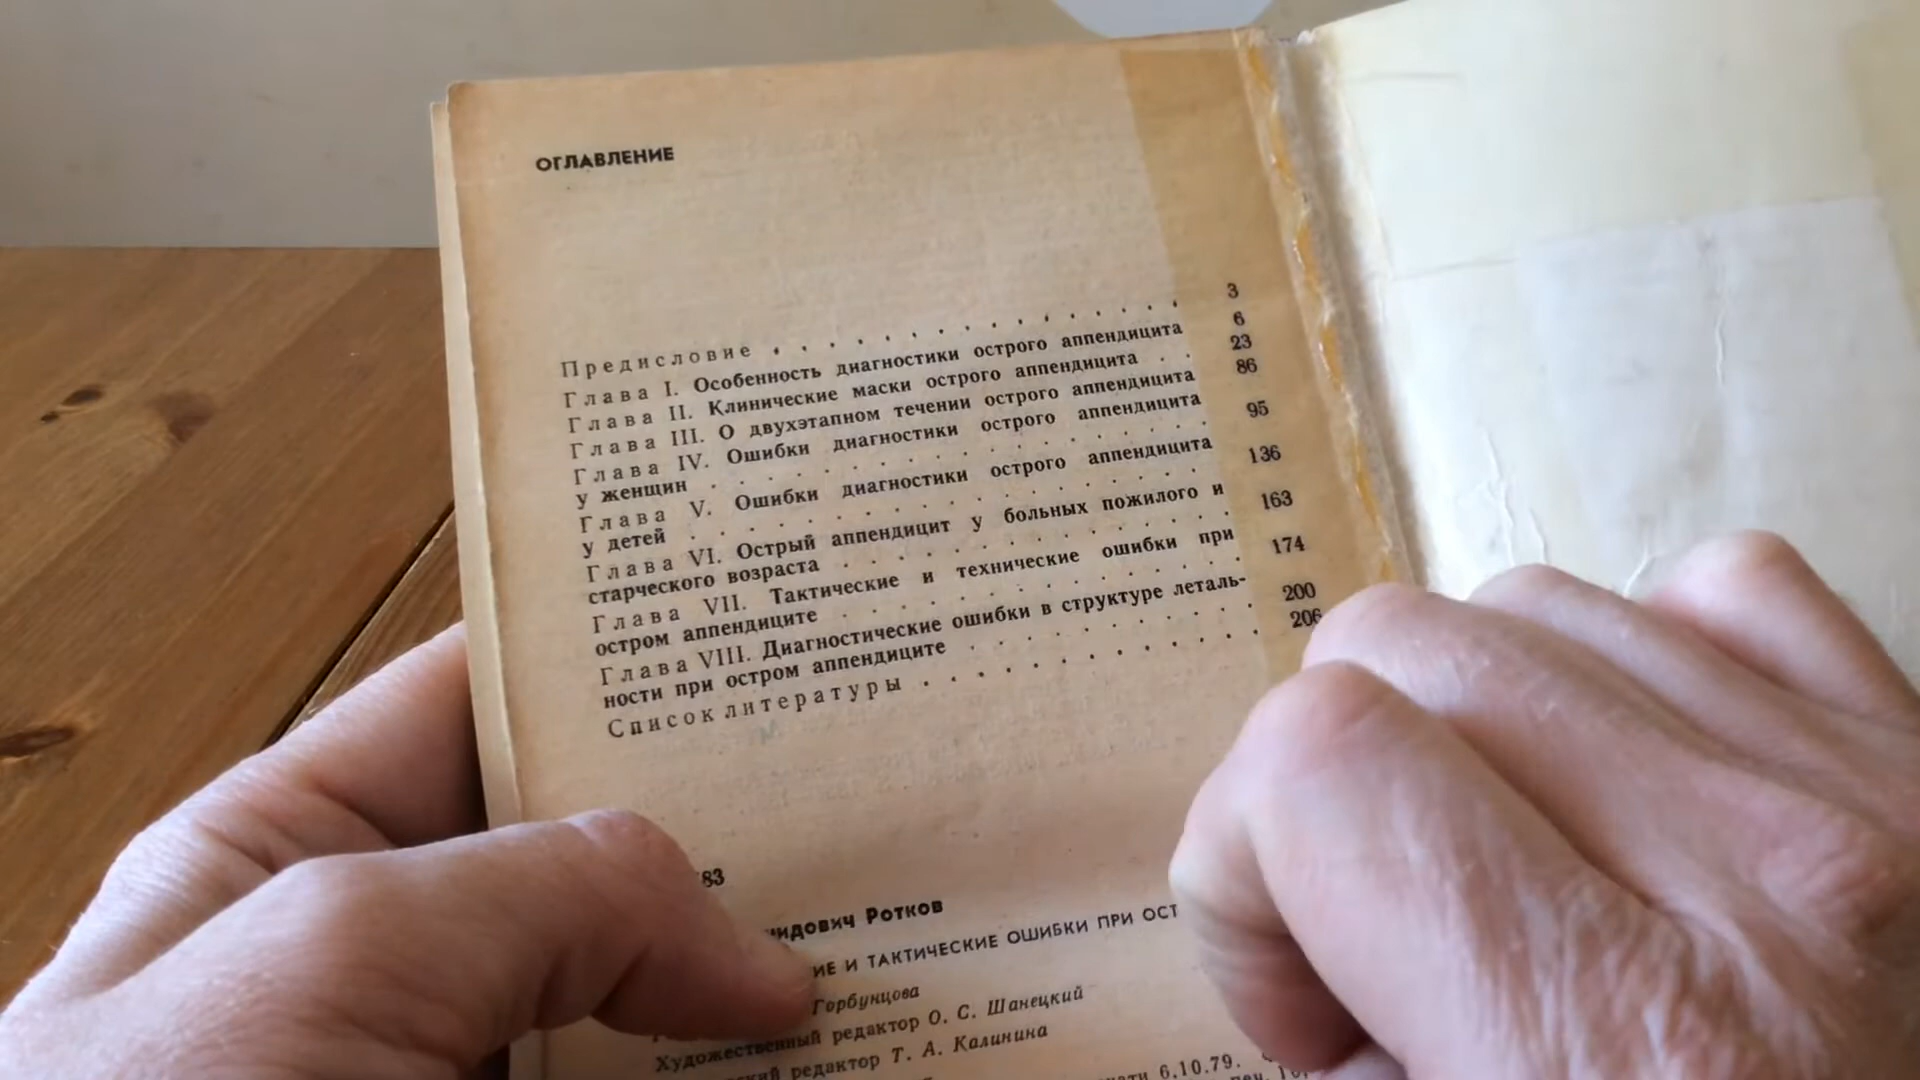 ОГЛАВЛЕНИЕ
Предисловие . . . . . . . . . . . . . . . 3
Глава I. Особенность диагностики острого аппендицита 6
Глава II. Клинические маски острого аппендицита . . 23
Глава III. О двухэтапном течении острого аппендицита 86
Глава IV. Ошибки диагностики острого аппендицита
у женщин . . . . . . . . . . . . . . . 95
Глава V. Ошибки диагностики острого аппендицита
у детей . . . . . . . . . . . . . . . 136
Глава VI. Острый аппендицит у больных пожилого и
старческого возраста . . . . . . . . . . . . 163
Глава VII. Тактические и технические ошибки при
остром аппендиците . . . . . . . . . . . . 174
Глава VIII. Диагностические ошибки в структуре леталь-
ности при остром аппендиците . . . . . . . . . 200
Список литературы . . . . . . . . . . . . 206
83
Ротков
И ТАКТИЧЕСКИЕ ОШИБКИ ПРИ
Горбунцова
Художественный редактор О. С. Шанецкий
редактор Т. А. Калинина
6.10.79.